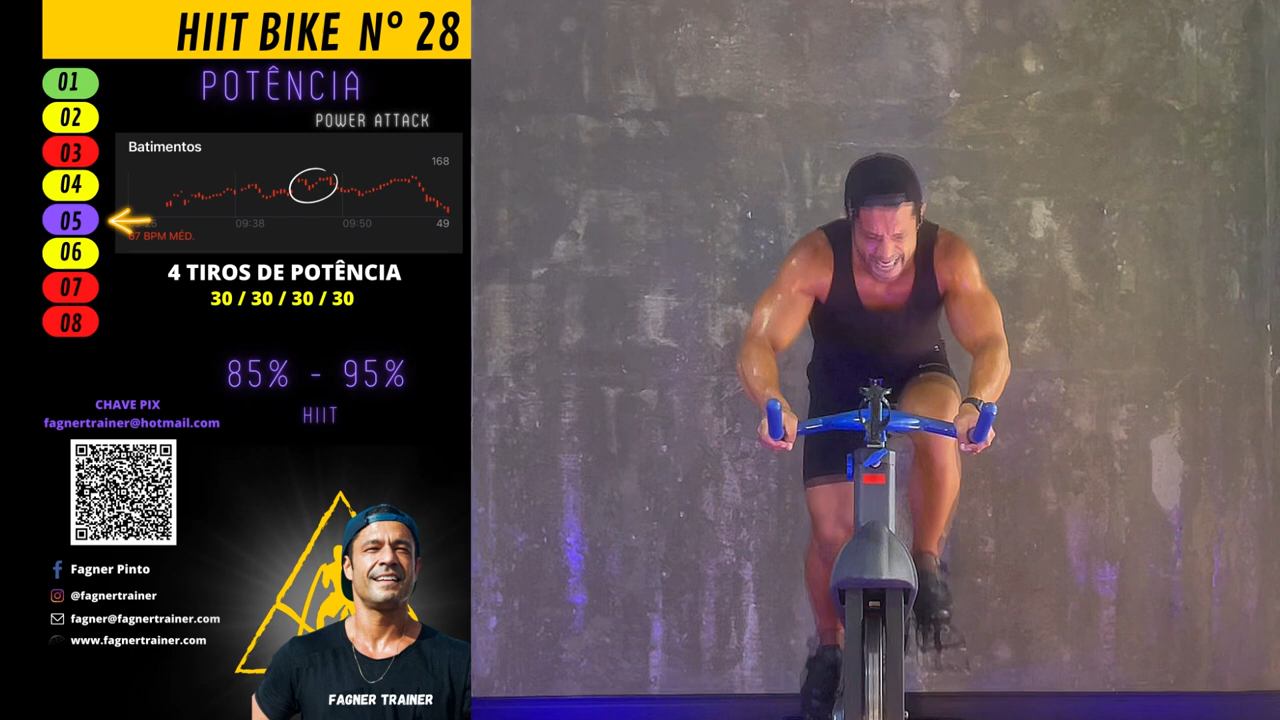 HIIT BIKE Nº 28
POTÊNCIA
POWER ATTACK
01
02
03
04
05
06
07
08
Batimentos
168
09:38
09:50
49
67 BPM MÉD.
4 TIROS DE POTÊNCIA
30 / 30 / 30 / 30
85% - 95%
HIIT
CHAVE PIX
fagnertrainer@hotmail.com
Fagner Pinto
@fagnertrainer
fagner@fagnertrainer.com
www.fagnertrainer.com
FAGNER TRAINER